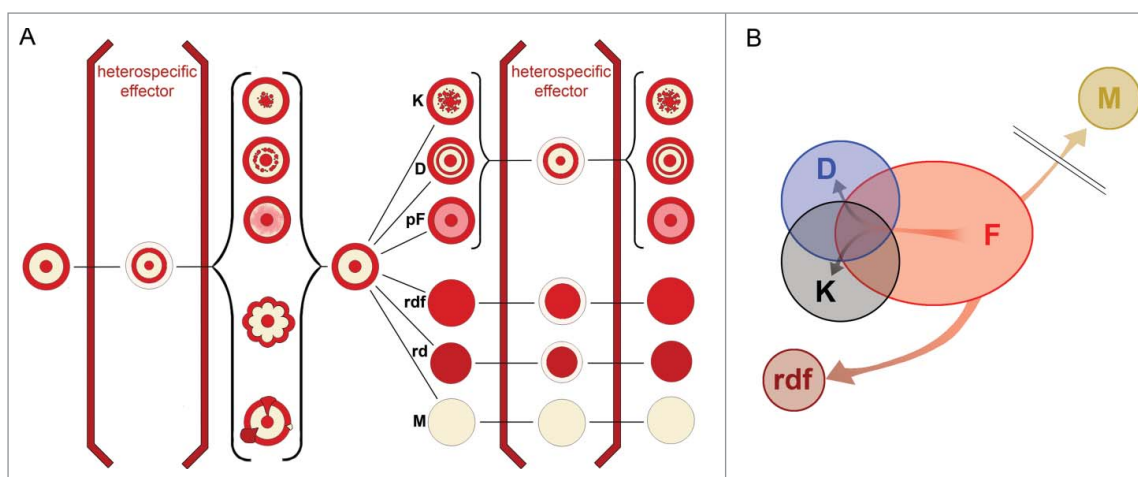 A
heterospecific
effector
K
D
pF
rdf
rd
M
heterospecific
effector
B
M
D
F
K
rdf